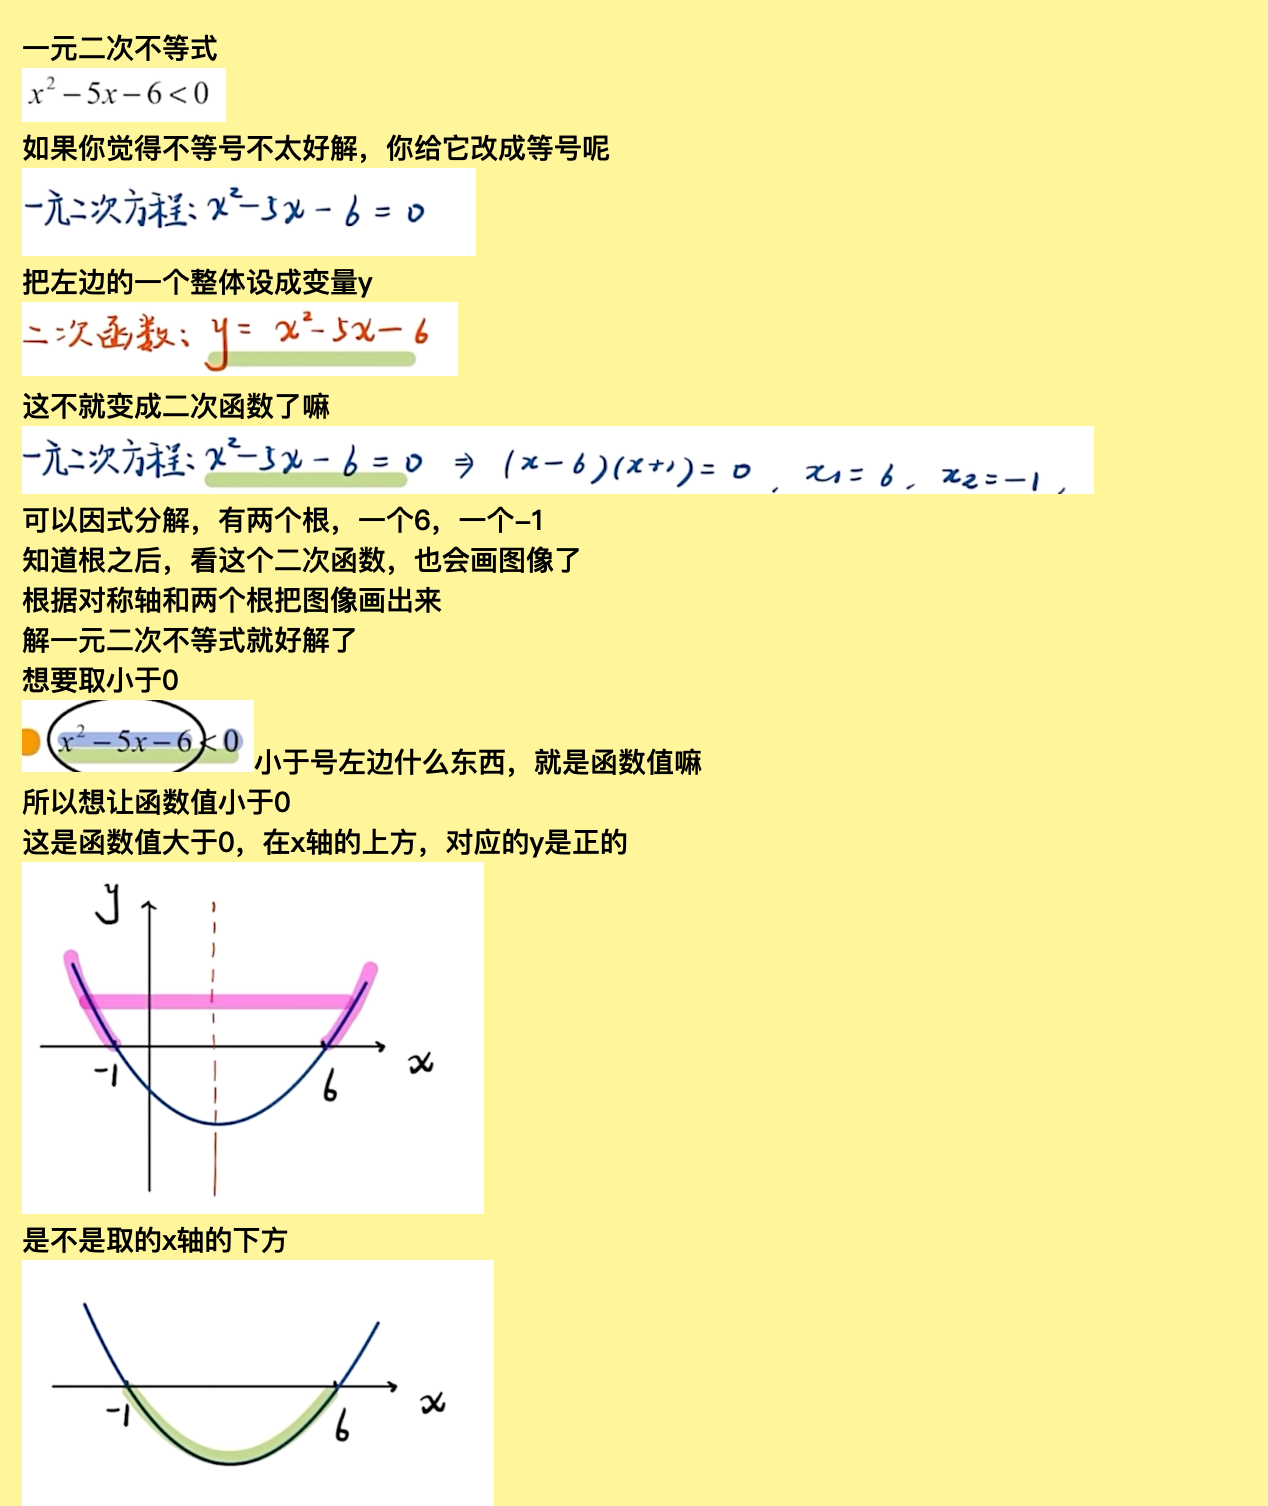 一元二次不等式
x² − 5x − 6 < 0
如果你觉得不等号不太好解，你给它改成等号呢
一元二次方程: x²−5x − 6 = 0
把左边的一个整体设成变量y
二次函数: y = x²−5x−6
这不就变成二次函数了嘛
一元二次方程: x²−5x − 6 = 0 ⇒ (x−6)(x+1) = 0 , x₁ = 6 , x₂ = −1 ,
可以因式分解，有两个根，一个6，一个–1
知道根之后，看这个二次函数，也会画图像了
根据对称轴和两个根把图像画出来
解一元二次不等式就好解了
想要取小于0
x² − 5x − 6 < 0 小于号左边什么东西，就是函数值嘛
所以想让函数值小于0
这是函数值大于0，在x轴的上方，对应的y是正的
y
-1 6 x
是不是取的x轴的下方
-1 6 x